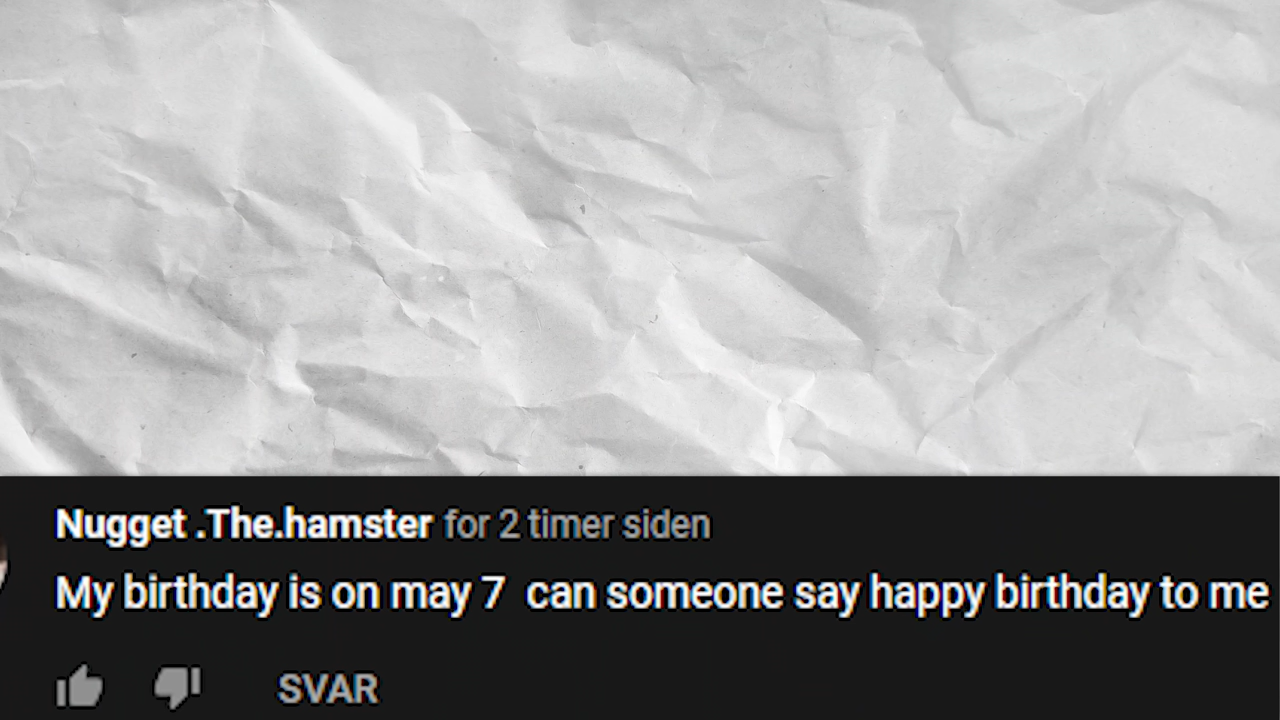 Nugget .The.hamster for 2 timer siden
My birthday is on may 7  can someone say happy birthday to me
SVAR